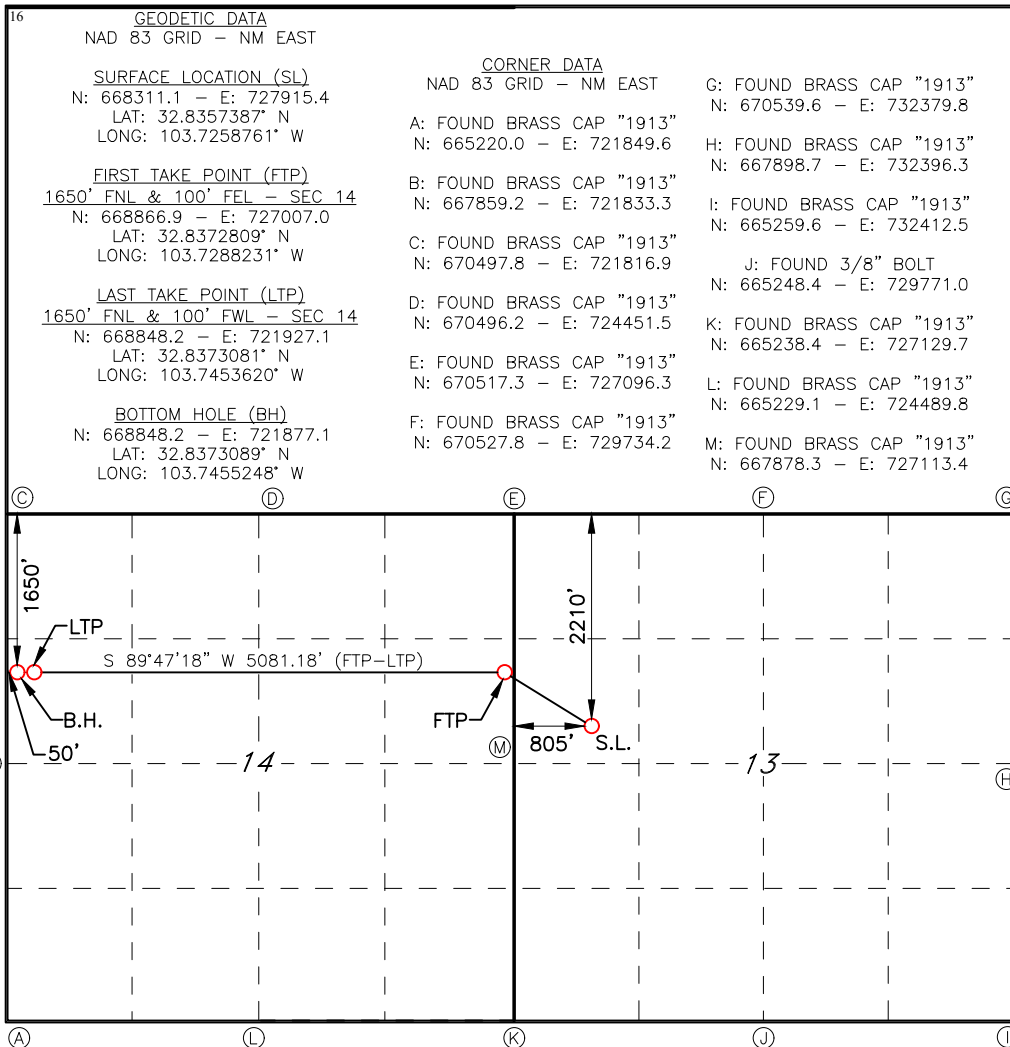 16
GEODETIC DATA
NAD 83 GRID – NM EAST
SURFACE LOCATION (SL)
N: 668311.1 – E: 727915.4
LAT: 32.8357387° N
LONG: 103.7258761° W
FIRST TAKE POINT (FTP)
1650' FNL & 100' FEL – SEC 14
N: 668866.9 – E: 727007.0
LAT: 32.8372809° N
LONG: 103.7288231° W
LAST TAKE POINT (LTP)
1650' FNL & 100' FWL – SEC 14
N: 668848.2 – E: 721927.1
LAT: 32.8373081° N
LONG: 103.7453620° W
BOTTOM HOLE (BH)
N: 668848.2 – E: 721877.1
LAT: 32.8373089° N
LONG: 103.7455248° W
CORNER DATA
NAD 83 GRID – NM EAST
A: FOUND BRASS CAP "1913"
N: 665220.0 – E: 721849.6
B: FOUND BRASS CAP "1913"
N: 667859.2 – E: 721833.3
C: FOUND BRASS CAP "1913"
N: 670497.8 – E: 721816.9
D: FOUND BRASS CAP "1913"
N: 670496.2 – E: 724451.5
E: FOUND BRASS CAP "1913"
N: 670517.3 – E: 727096.3
F: FOUND BRASS CAP "1913"
N: 670527.8 – E: 729734.2
G: FOUND BRASS CAP "1913"
N: 670539.6 – E: 732379.8
H: FOUND BRASS CAP "1913"
N: 667898.7 – E: 732396.3
I: FOUND BRASS CAP "1913"
N: 665259.6 – E: 732412.5
J: FOUND 3/8" BOLT
N: 665248.4 – E: 729771.0
K: FOUND BRASS CAP "1913"
N: 665238.4 – E: 727129.7
L: FOUND BRASS CAP "1913"
N: 665229.1 – E: 724489.8
M: FOUND BRASS CAP "1913"
N: 667878.3 – E: 727113.4
C D E F G
1650'
2210'
LTP
S 89°47'18" W 5081.18' (FTP–LTP)
B.H.
FTP
50'
805'
S.L.
M
14
13
H
A L K J I